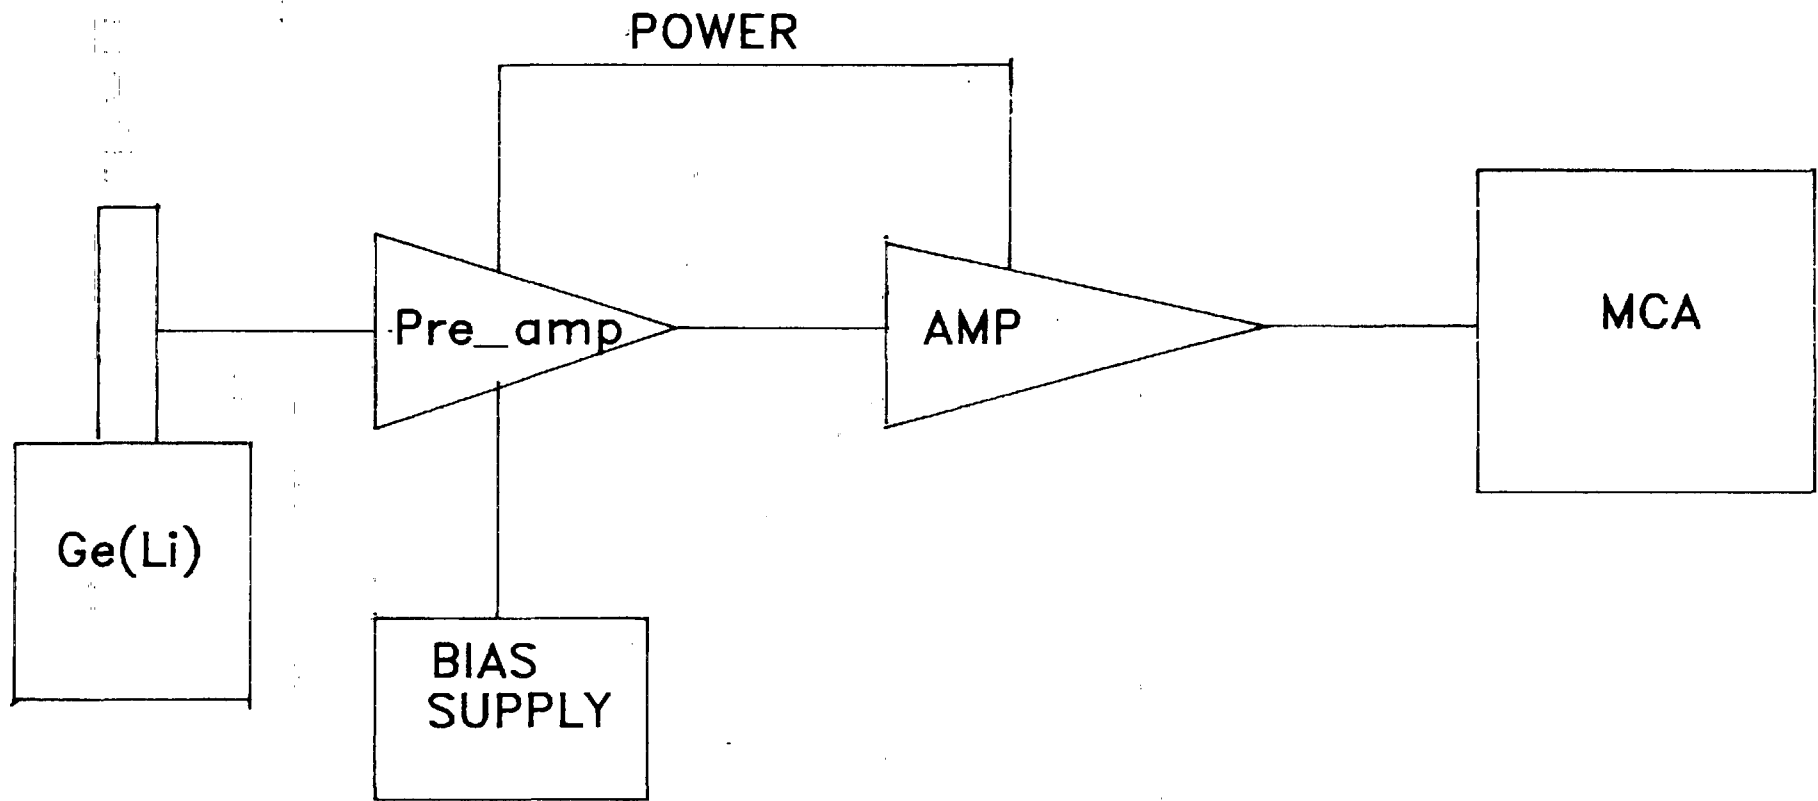 POWER
Pre_amp
AMP
MCA
Ge(Li)
BIAS
SUPPLY